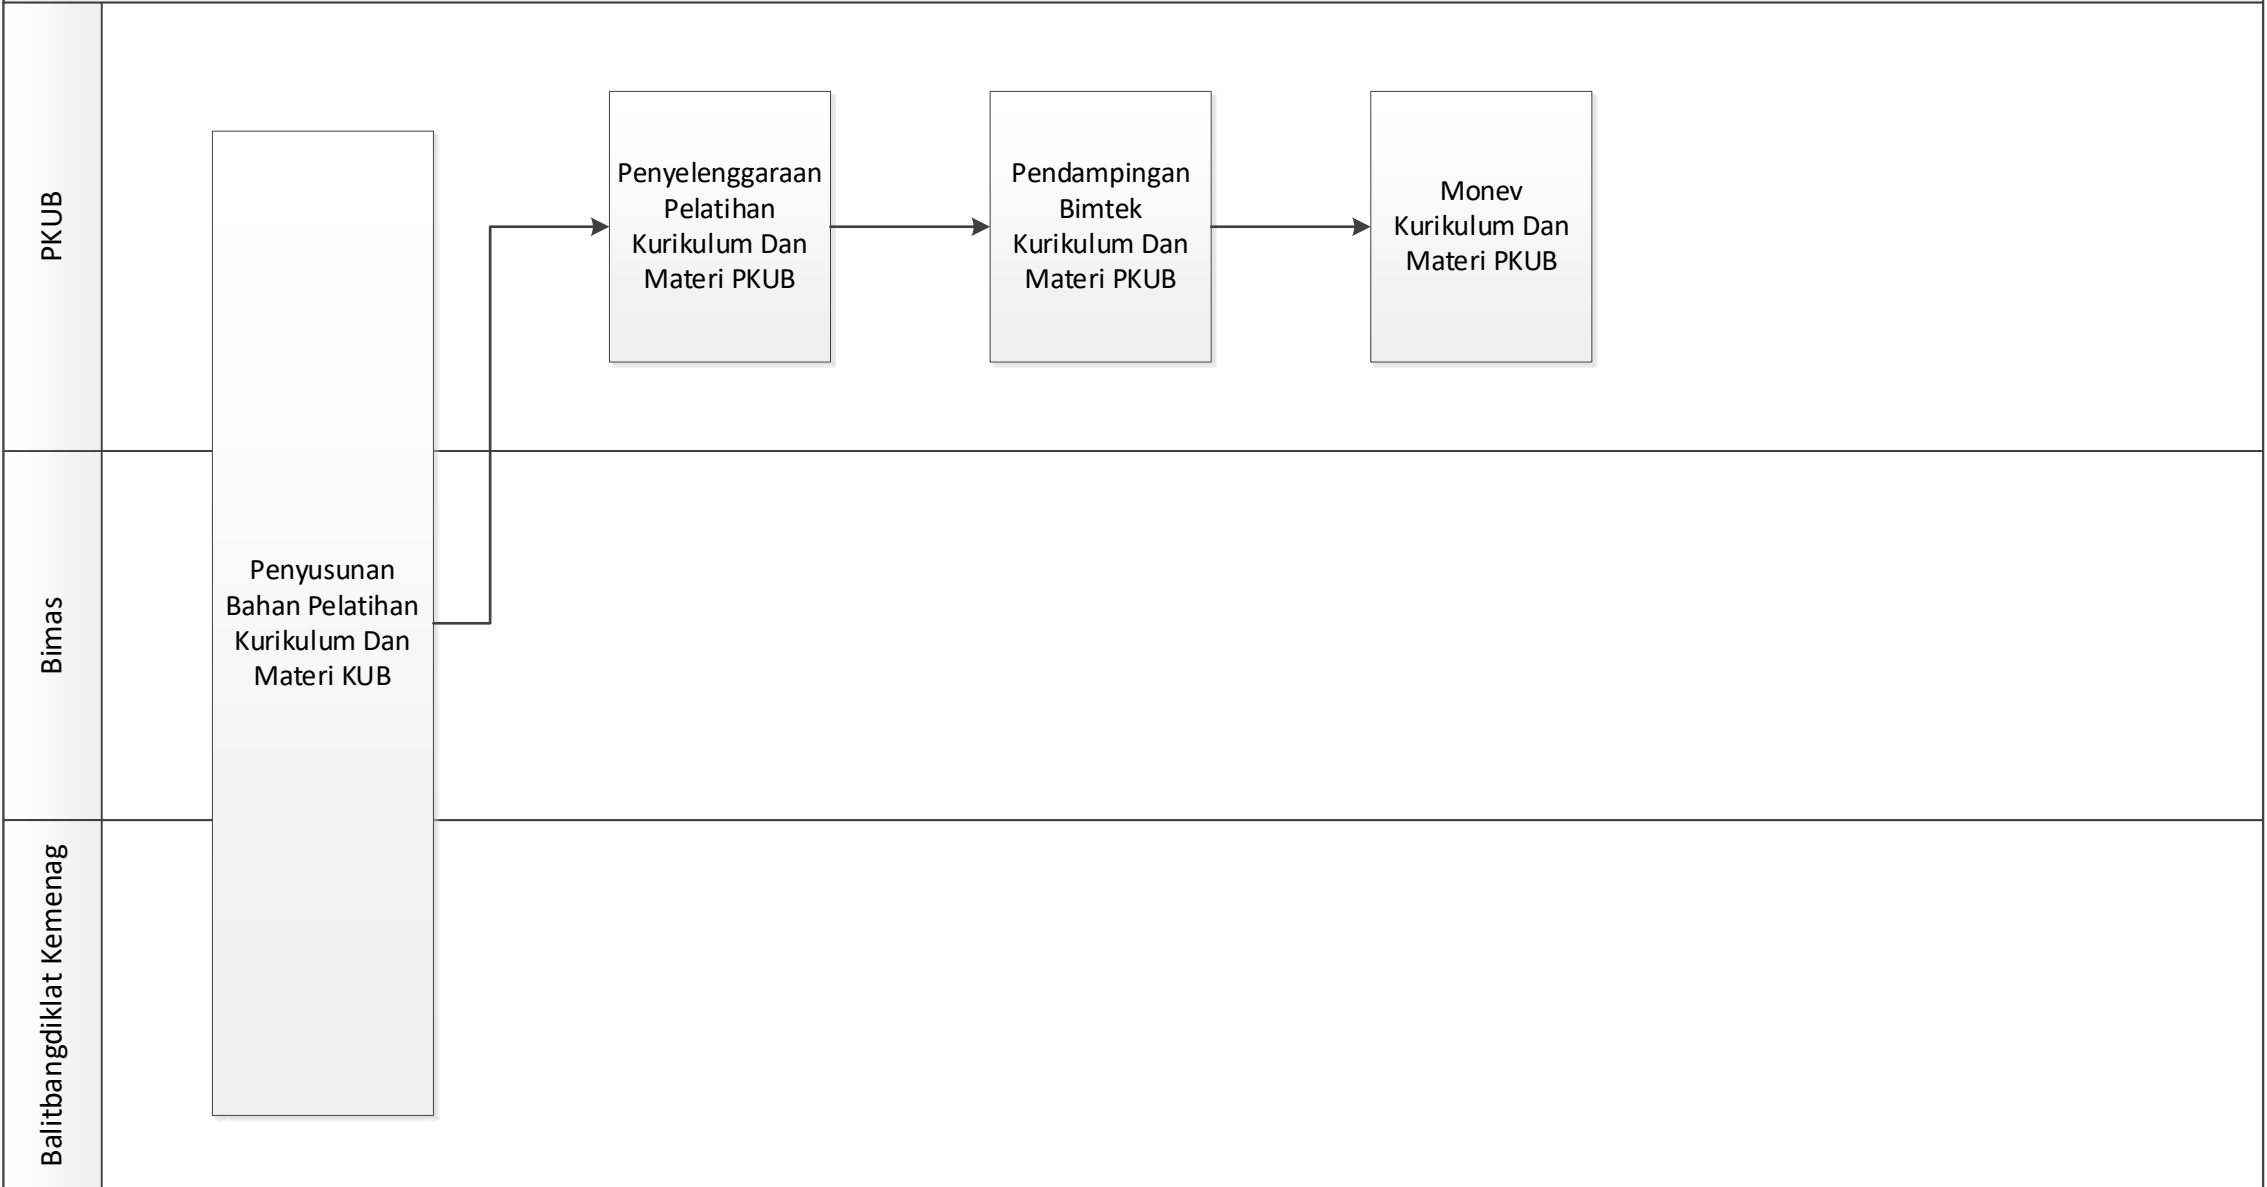 PKUB
Penyelenggaraan
Pelatihan
Kurikulum Dan
Materi PKUB
Pendampingan
Bimtek
Kurikulum Dan
Materi PKUB
Monev
Kurikulum Dan
Materi PKUB
Bimas
Penyusunan
Bahan Pelatihan
Kurikulum Dan
Materi KUB
Balitbangdiklat Kemenag